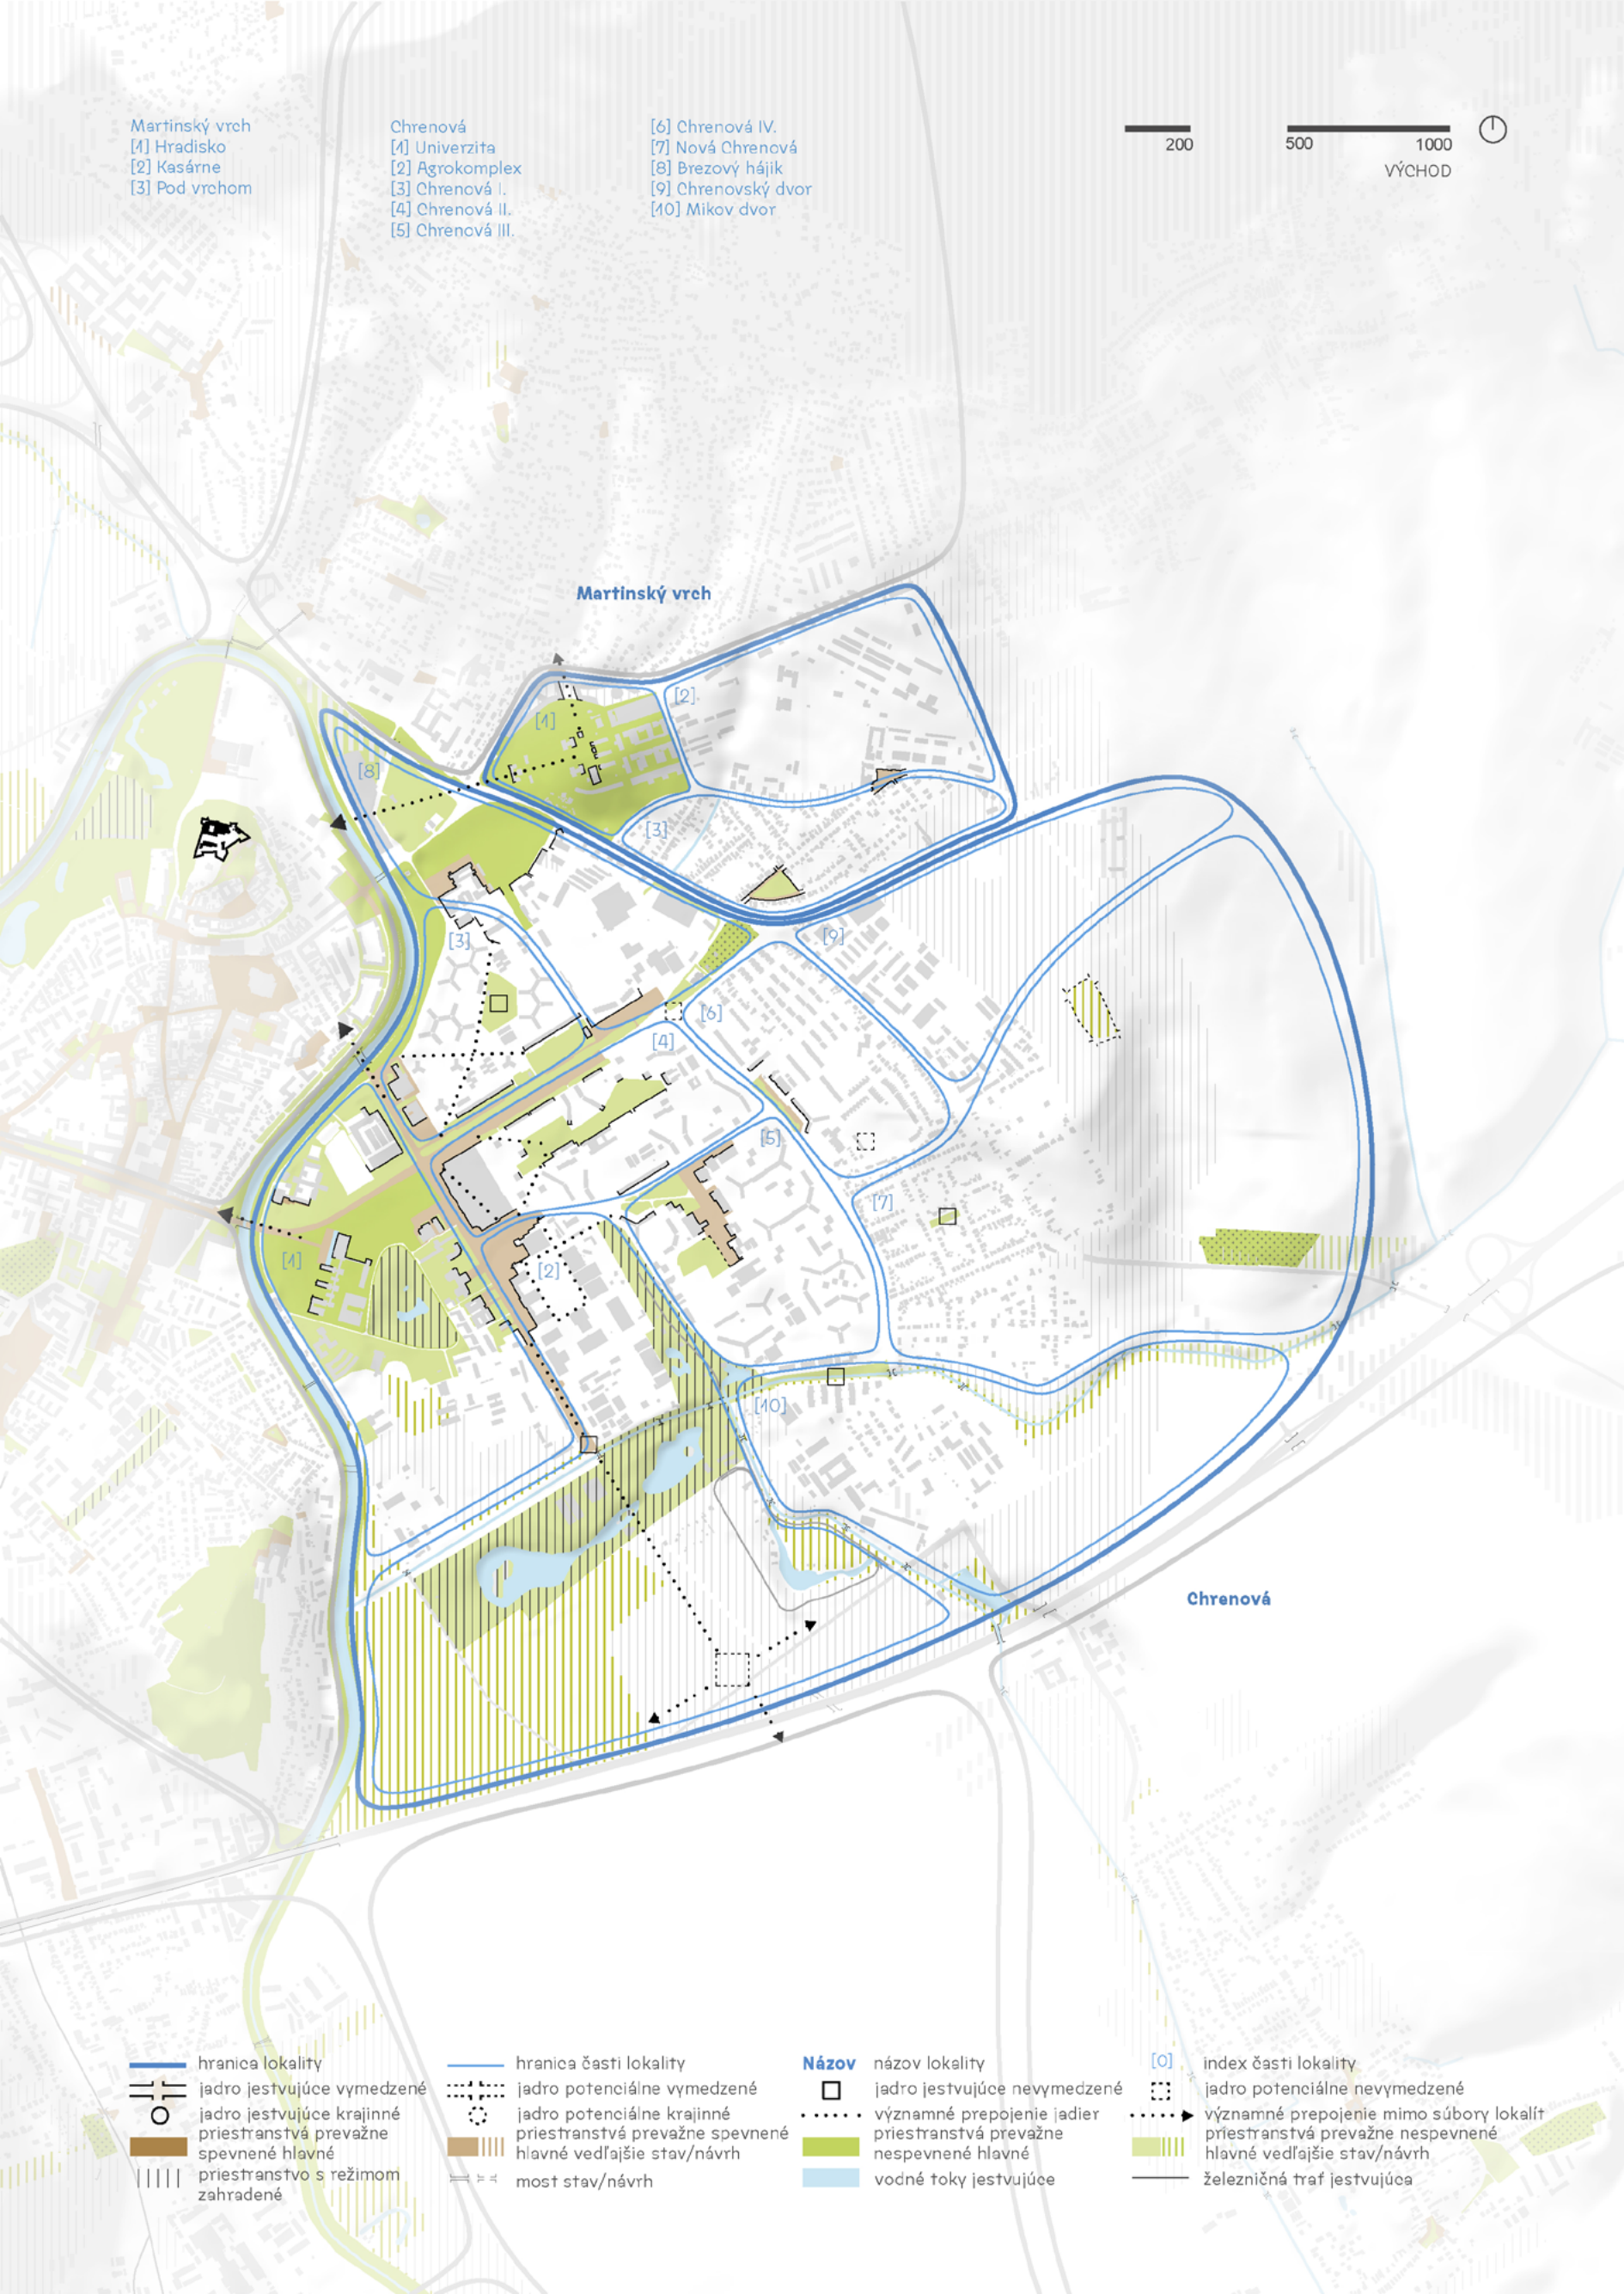 Martinský vrch
[1] Hradisko
[2] Kasárne
[3] Pod vrchom
Chrenová
[1] Univerzita
[2] Agrokomplex
[3] Chrenová I.
[4] Chrenová II.
[5] Chrenová III.
[6] Chrenová IV.
[7] Nová Chrenová
[8] Brezový hájik
[9] Chrenovský dvor
[10] Mikov dvor
200
500
1000
VÝCHOD
Martinský vrch
[2]
[1]
[8]
[3]
[9]
[3]
[6]
[4]
[5]
[7]
[1]
[2]
[10]
Chrenová
hranica lokality
jadro jestvujúce vymedzené
jadro jestvujúce krajinné
priestranstvá prevažne
spevnené hlavné
priestranstvo s režimom
zahradené
hranica časti lokality
jadro potenciálne vymedzené
jadro potenciálne krajinné
priestranstvá prevažne spevnené
hlavné vedľajšie stav/návrh
most stav/návrh
Názov názov lokality
jadro jestvujúce nevymedzené
významné prepojenie jadier
priestranstvá prevažne
nespevnené hlavné
vodné toky jestvujúce
[0] index časti lokality
jadro potenciálne nevymedzené
významné prepojenie mimo súbory lokalít
priestranstvá prevažne nespevnené
hlavné vedľajšie stav/návrh
železničná trať jestvujúca